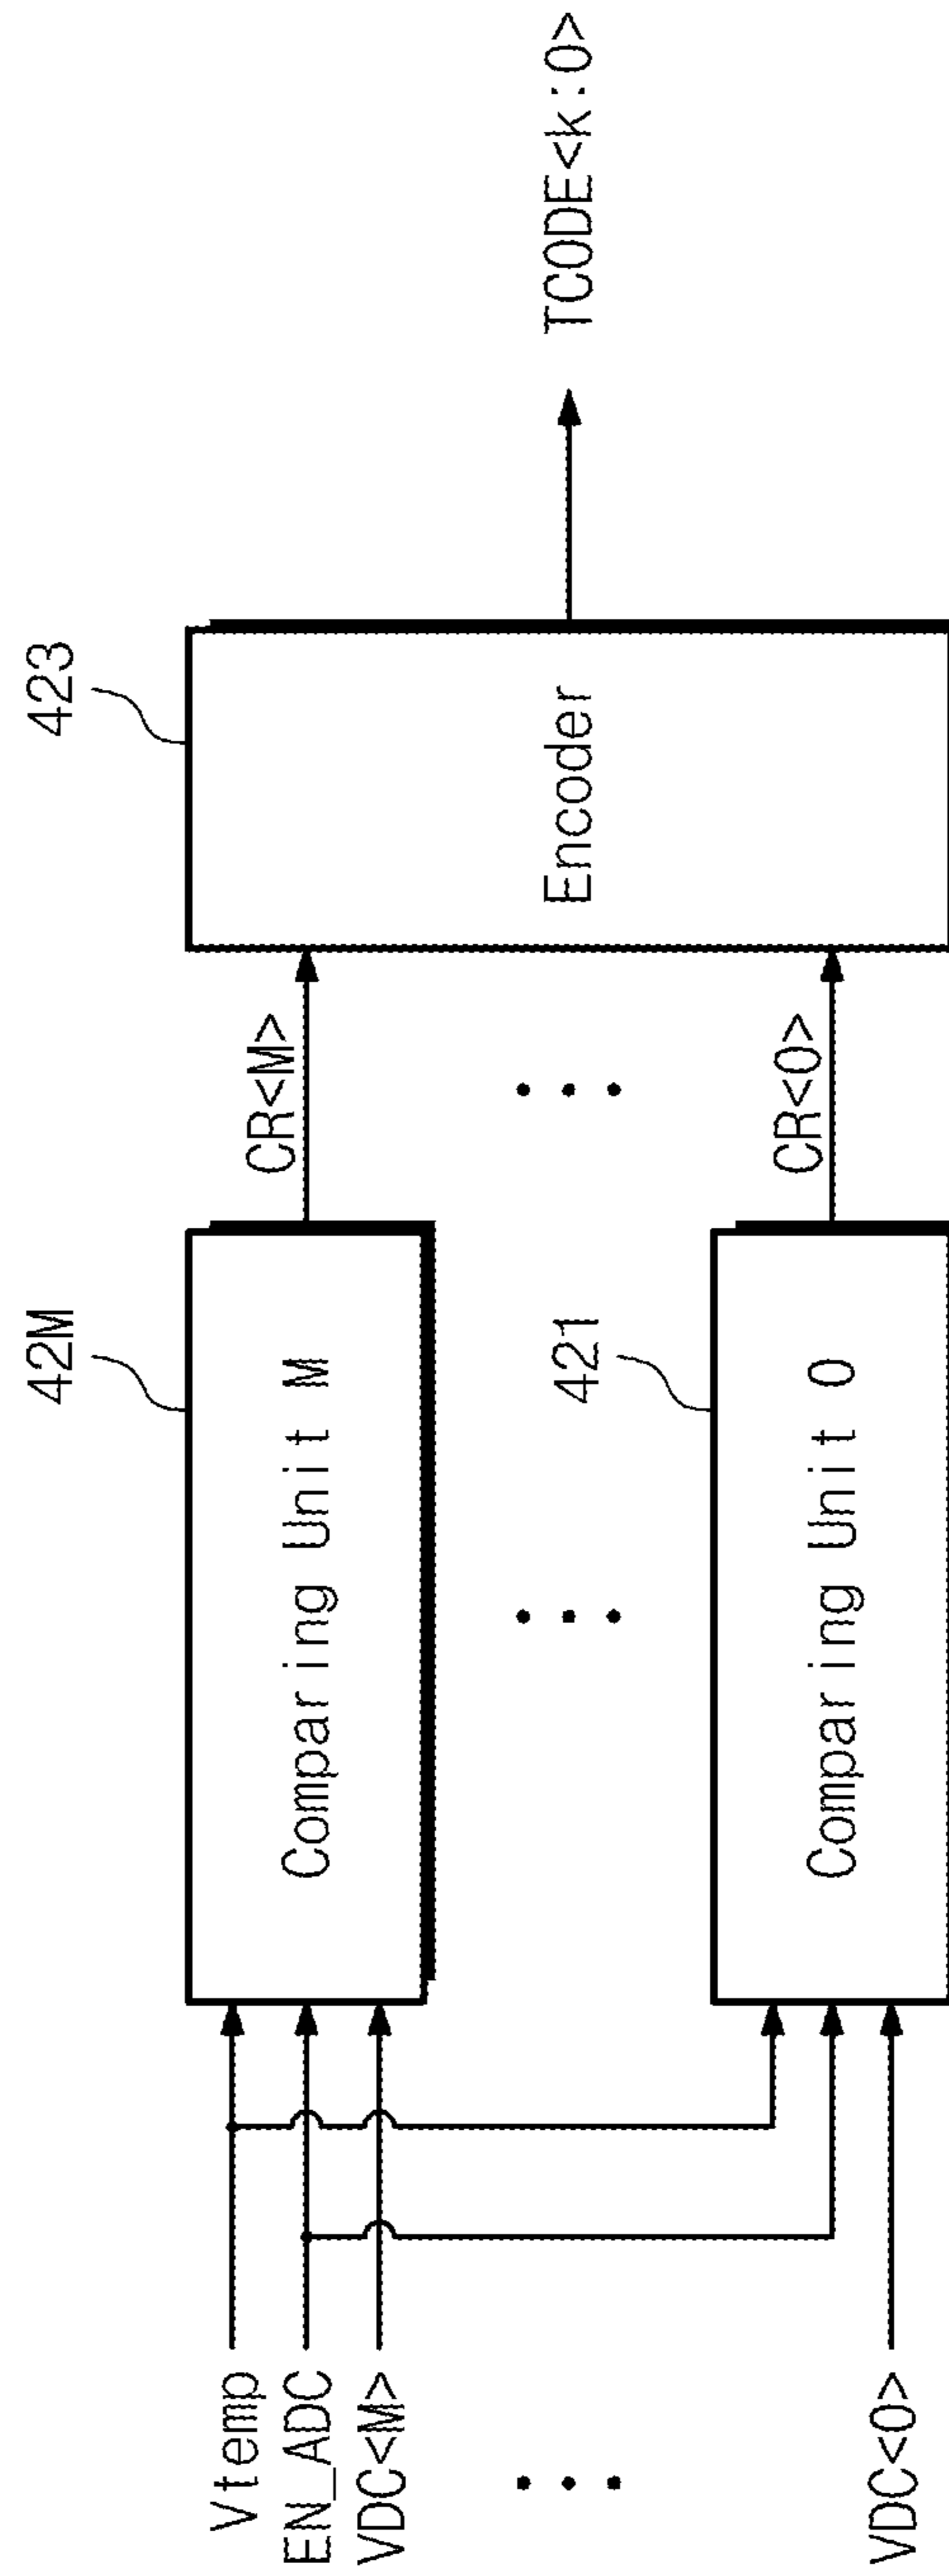 Vtemp
EN_ADC
VDC<M>
VDC<0>
42M
Comparing Unit M
421
Comparing Unit 0
CR<M>
CR<0>
423
Encoder
TCODE<k:0>